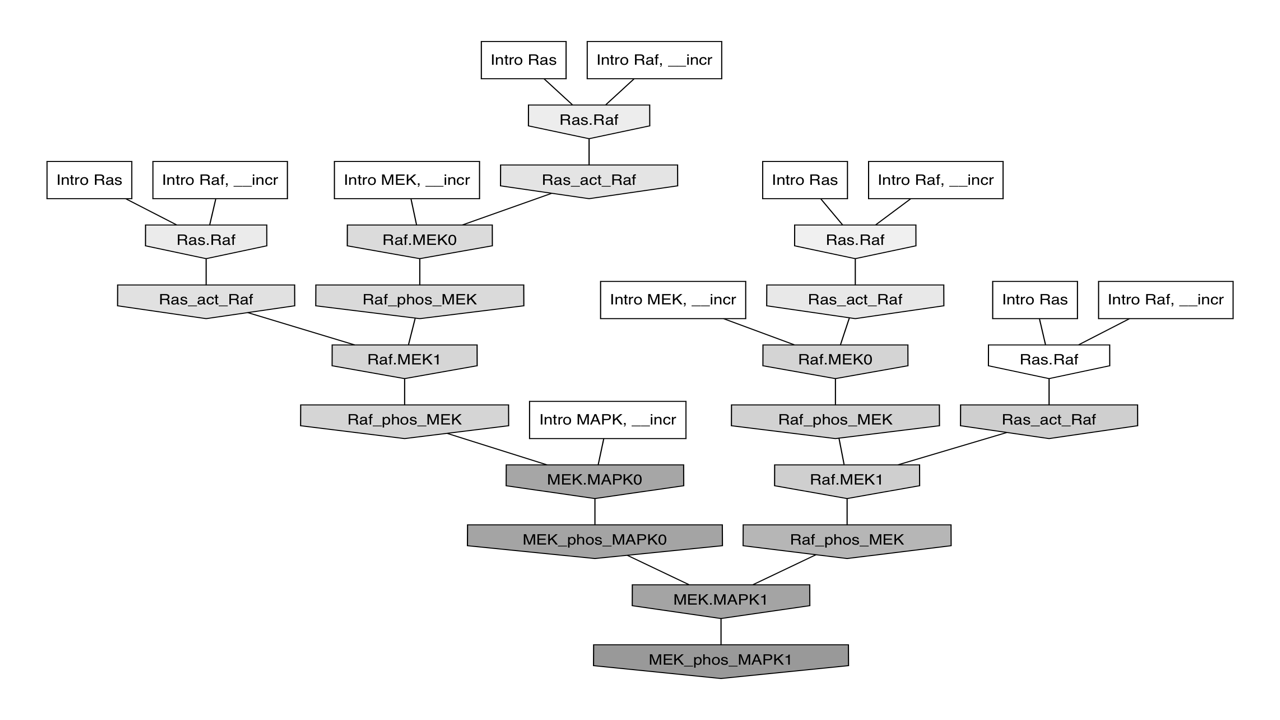 Intro Ras
Intro Raf, __incr
Ras.Raf
Intro Ras
Intro Raf, __incr
Intro MEK, __incr
Ras_act_Raf
Intro Ras
Intro Raf, __incr
Ras.Raf
Raf.MEK0
Ras.Raf
Ras_act_Raf
Raf_phos_MEK
Intro MEK, __incr
Ras_act_Raf
Intro Ras
Intro Raf, __incr
Raf.MEK1
Raf.MEK0
Ras.Raf
Raf_phos_MEK
Intro MAPK, __incr
Raf_phos_MEK
Ras_act_Raf
MEK.MAPK0
Raf.MEK1
MEK_phos_MAPK0
Raf_phos_MEK
MEK.MAPK1
MEK_phos_MAPK1